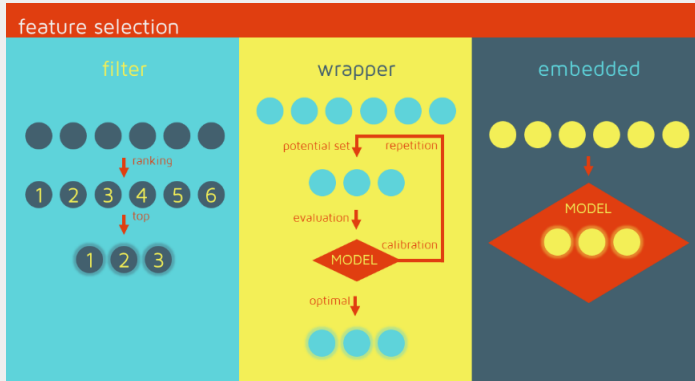 feature selection
filter
ranking
1 2 3 4 5 6
top
1 2 3
wrapper
potential set
repetition
evaluation
calibration
MODEL
optimal
embedded
MODEL